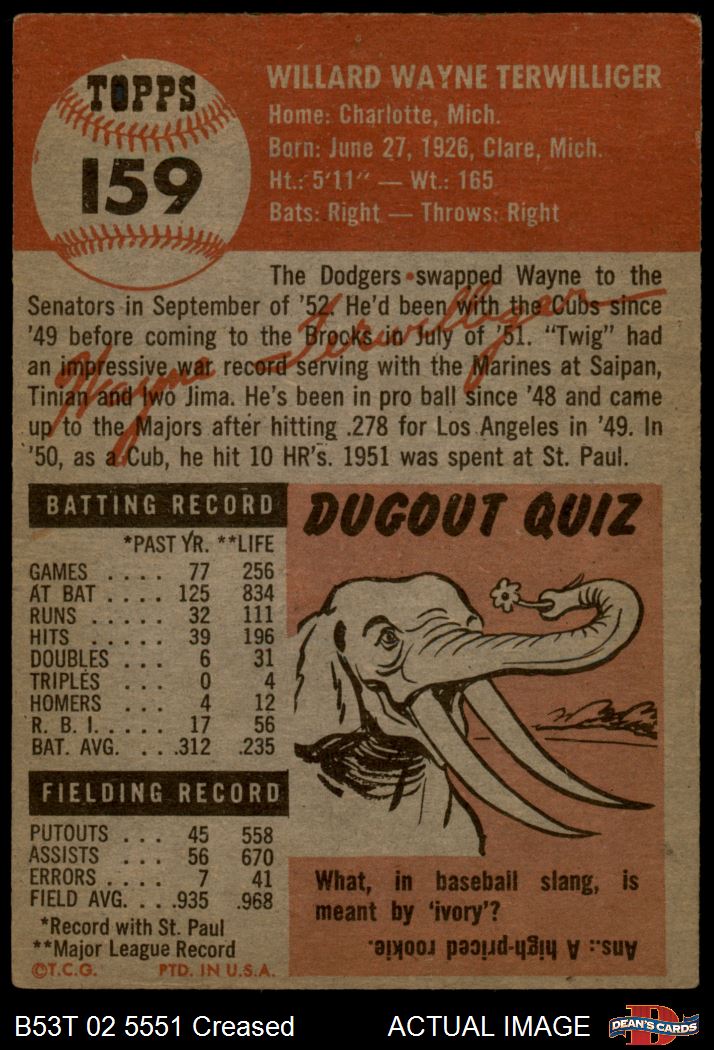 TOPPS
159
WILLARD WAYNE TERWILLIGER
Home: Charlotte, Mich.
Born: June 27, 1926, Clare, Mich.
Ht.: 5'11" — Wt.: 165
Bats: Right — Throws: Right
The Dodgers swapped Wayne to the
Senators in September of '52. He'd been with the Cubs since
'49 before coming to the Brooks in July of '51. "Twig" had
an impressive war record serving with the Marines at Saipan,
Tinian and Iwo Jima. He's been in pro ball since '48 and came
up to the Majors after hitting .278 for Los Angeles in '49. In
'50, as a Cub, he hit 10 HR's. 1951 was spent at St. Paul.
Wayne Terwilliger
BATTING RECORD
*PAST YR. **LIFE
GAMES .... 77 256
AT BAT .... 125 834
RUNS ..... 32 111
HITS ..... 39 196
DOUBLES ... 6 31
TRIPLES ... 0 4
HOMERS ... 4 12
R. B. I. .... 17 56
BAT. AVG. ... .312 .235
FIELDING RECORD
PUTOUTS ... 45 558
ASSISTS ... 56 670
ERRORS .... 7 41
FIELD AVG. ... .935 .968
*Record with St. Paul
**Major League Record
©T.C.G. PTD. IN U.S.A.
DUGOUT QUIZ
What, in baseball slang, is
meant by 'ivory'?
Ans.: A high-priced rookie.
B53T 02 5551 Creased ACTUAL IMAGE
DEAN'S CARDS